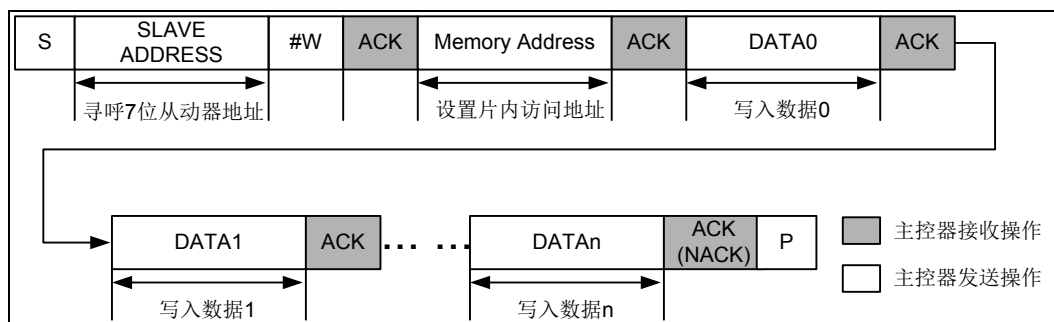 S SLAVE ADDRESS #W ACK Memory Address ACK DATA0 ACK
寻呼7位从动器地址 设置片内访问地址 写入数据0
DATA1 ACK ... ... DATAn ACK (NACK) P
写入数据1 写入数据n
主控器接收操作
主控器发送操作